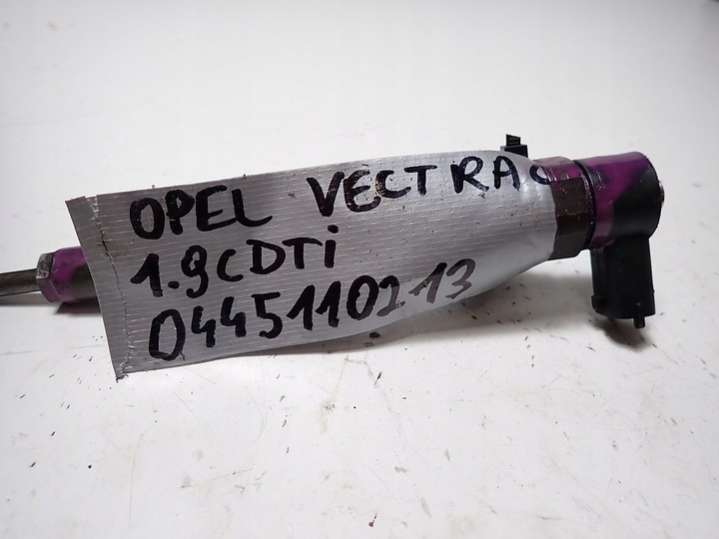 OPEL VECTRA C
1.9CDTi
0445110213